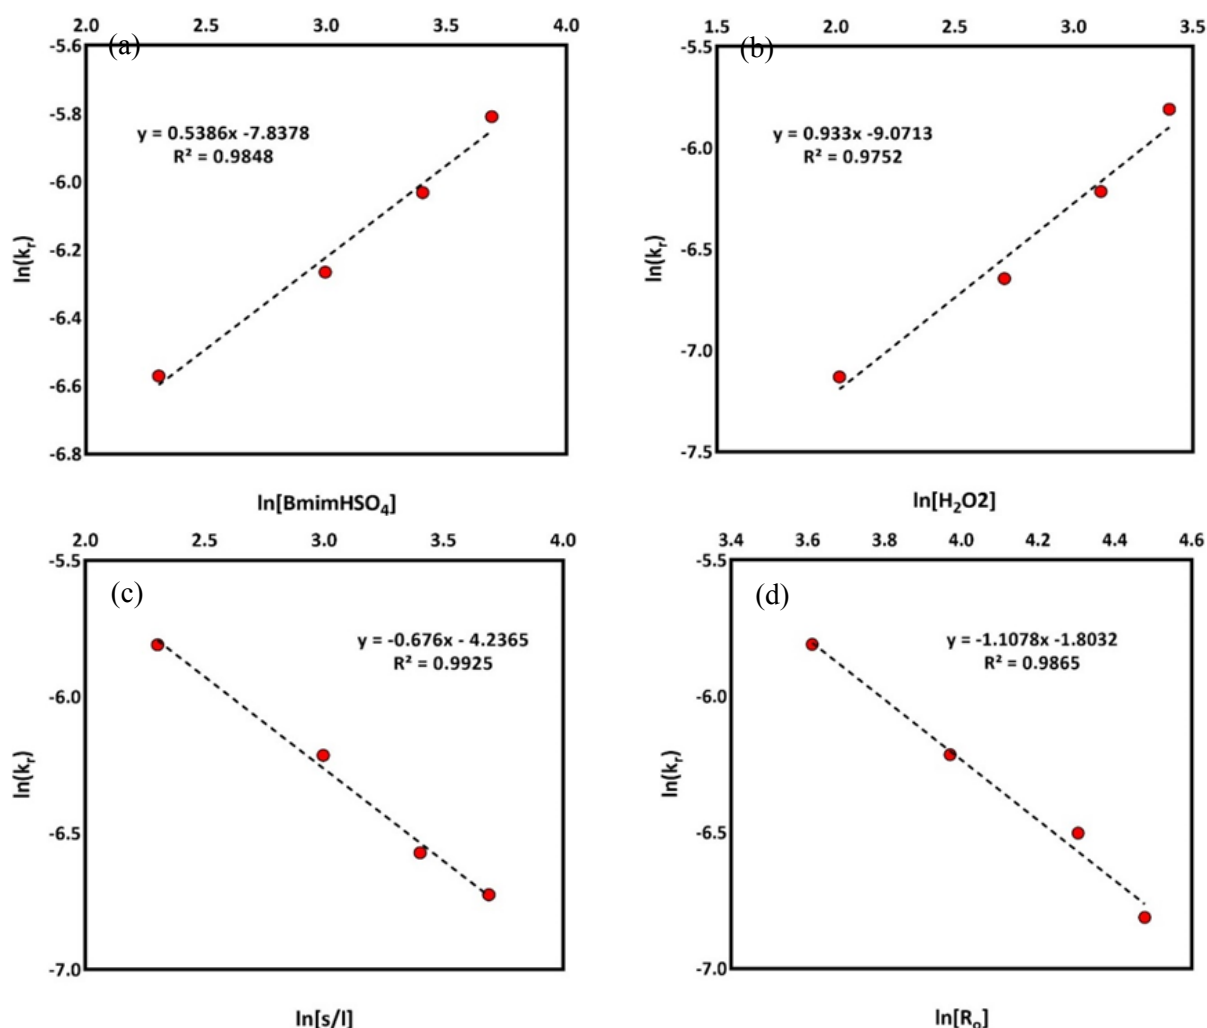 2.0 2.5 3.0 3.5 4.0
(a)
-5.6
-5.8
-6.0
-6.2
-6.4
-6.6
-6.8
y = 0.5386x -7.8378
R² = 0.9848
ln(kᵣ)
ln[BmimHSO₄]
1.5 2.0 2.5 3.0 3.5
(b)
-5.5
-6.0
-6.5
-7.0
-7.5
y = 0.933x -9.0713
R² = 0.9752
ln(kᵣ)
ln[H₂O2]
2.0 2.5 3.0 3.5 4.0
(c)
-5.5
-6.0
-6.5
-7.0
y = -0.676x - 4.2365
R² = 0.9925
ln(kᵣ)
ln[s/l]
3.4 3.6 3.8 4.0 4.2 4.4 4.6
(d)
-5.5
-6.0
-6.5
-7.0
y = -1.1078x -1.8032
R² = 0.9865
ln(kᵣ)
ln[Rₒ]